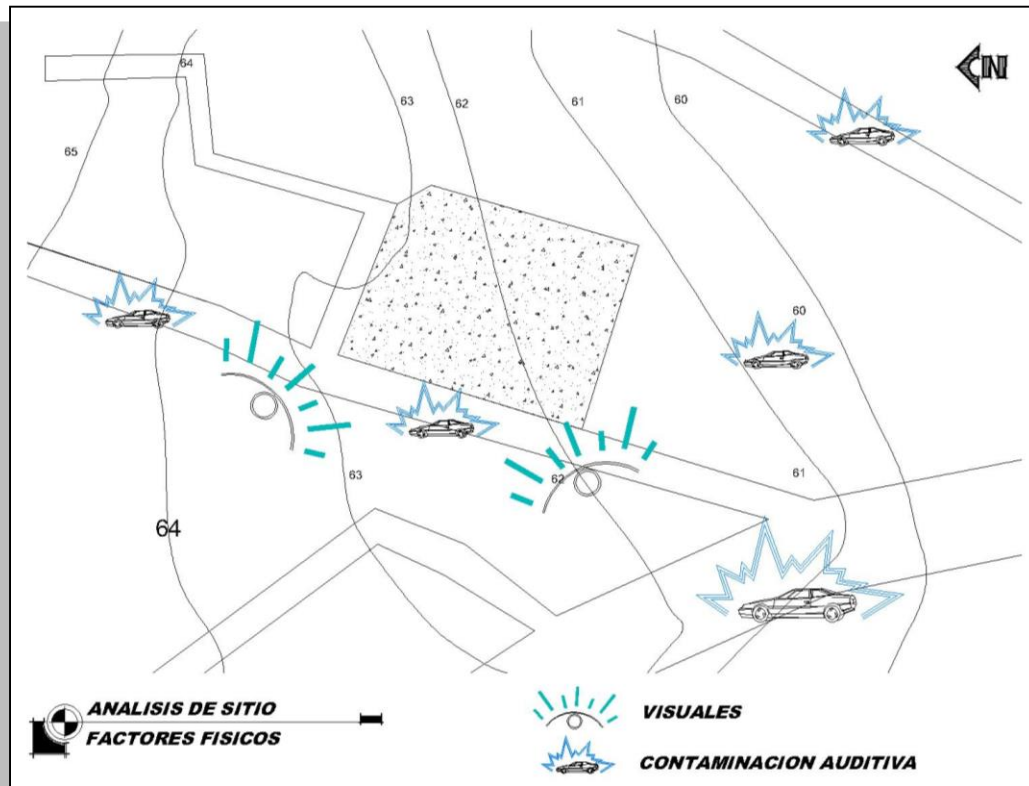 N
64
63
62
61
60
65
60
61
63
62
64
ANALISIS DE SITIO
FACTORES FISICOS
VISUALES
CONTAMINACION AUDITIVA